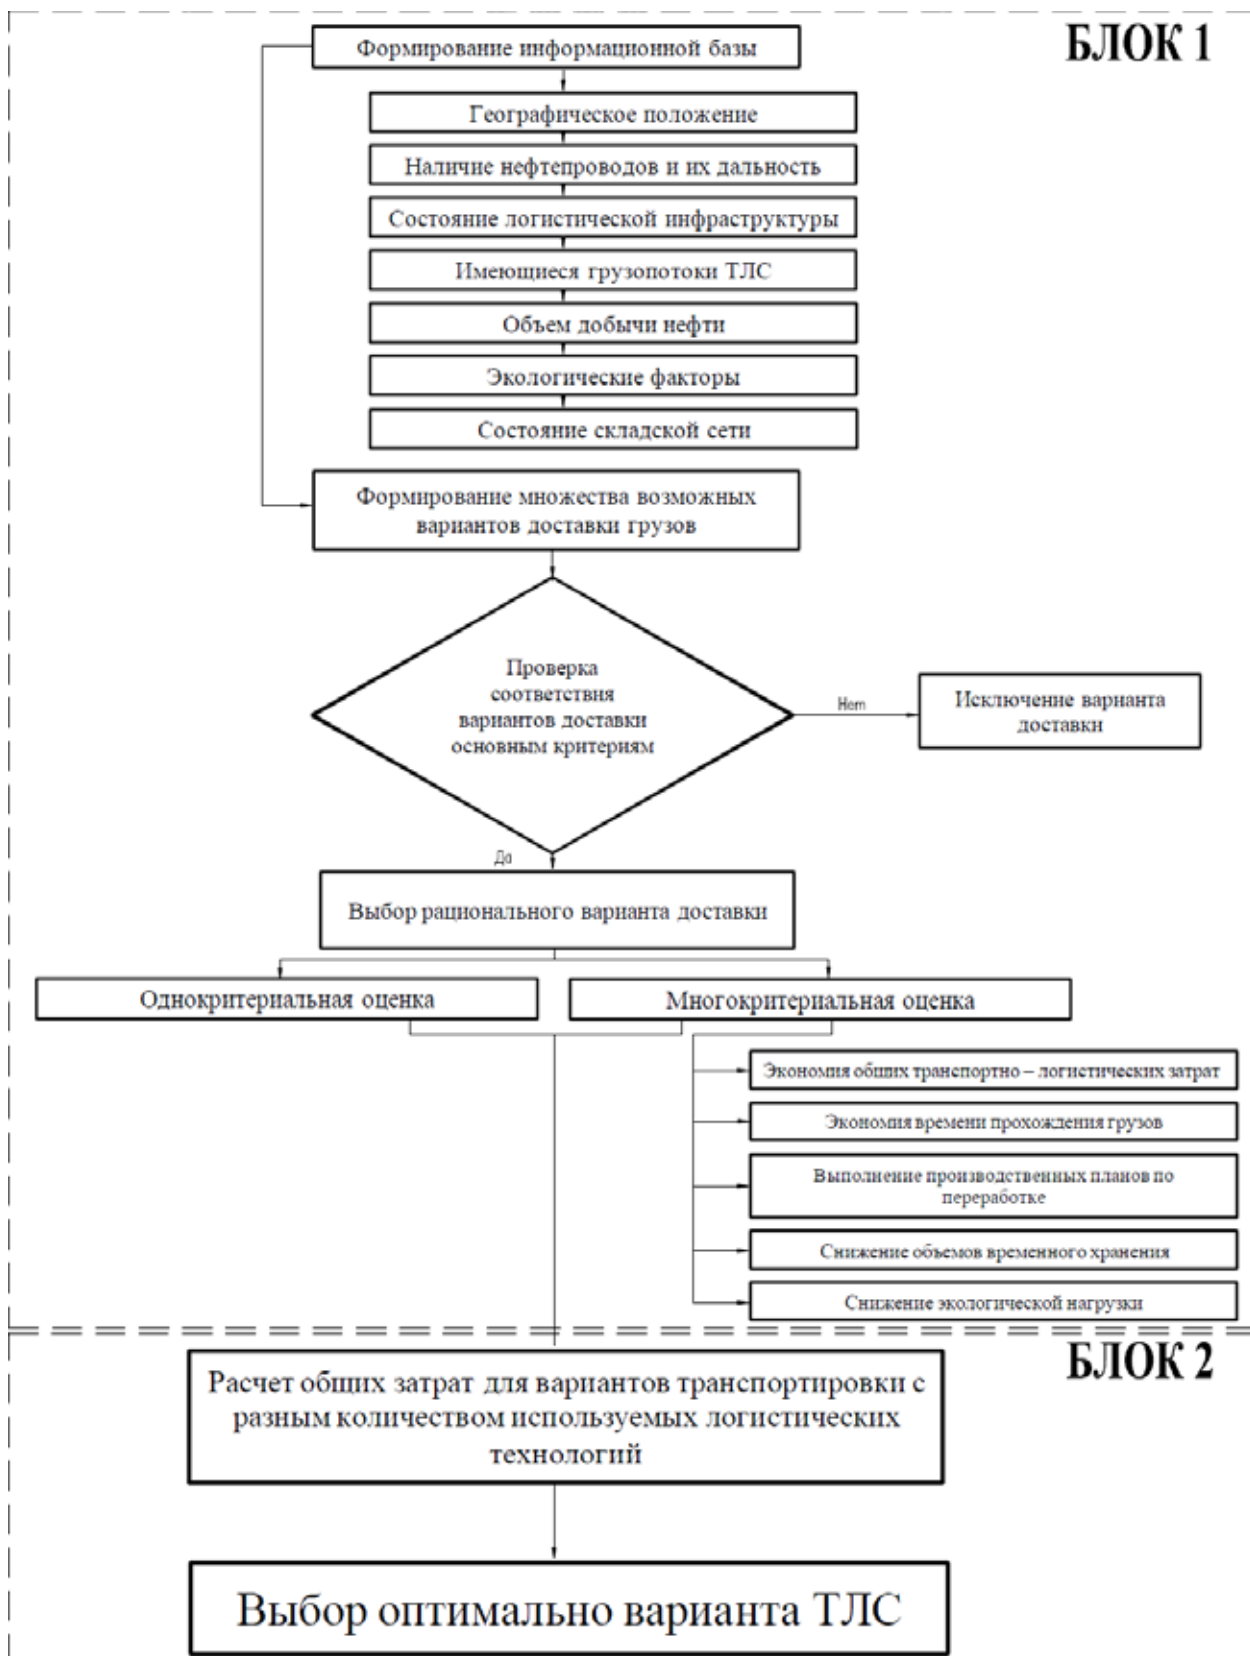 БЛОК 1
Формирование информационной базы
Географическое положение
Наличие нефтепроводов и их дальность
Состояние логистической инфраструктуры
Имеющиеся грузопотоки ТЛС
Объем добычи нефти
Экологические факторы
Состояние складской сети
Формирование множества возможных
вариантов доставки грузов
Проверка
соответствия
вариантов доставки
основным критериям
Нет
Исключение варианта
доставки
Да
Выбор рационального варианта доставки
Однокритериальная оценка
Многокритериальная оценка
Экономия общих транспортно – логистических затрат
Экономия времени прохождения грузов
Выполнение производственных планов по
переработке
Снижение объемов временного хранения
Снижение экологической нагрузки
БЛОК 2
Расчет общих затрат для вариантов транспортировки с
разным количеством используемых логистических
технологий
Выбор оптимально варианта ТЛС